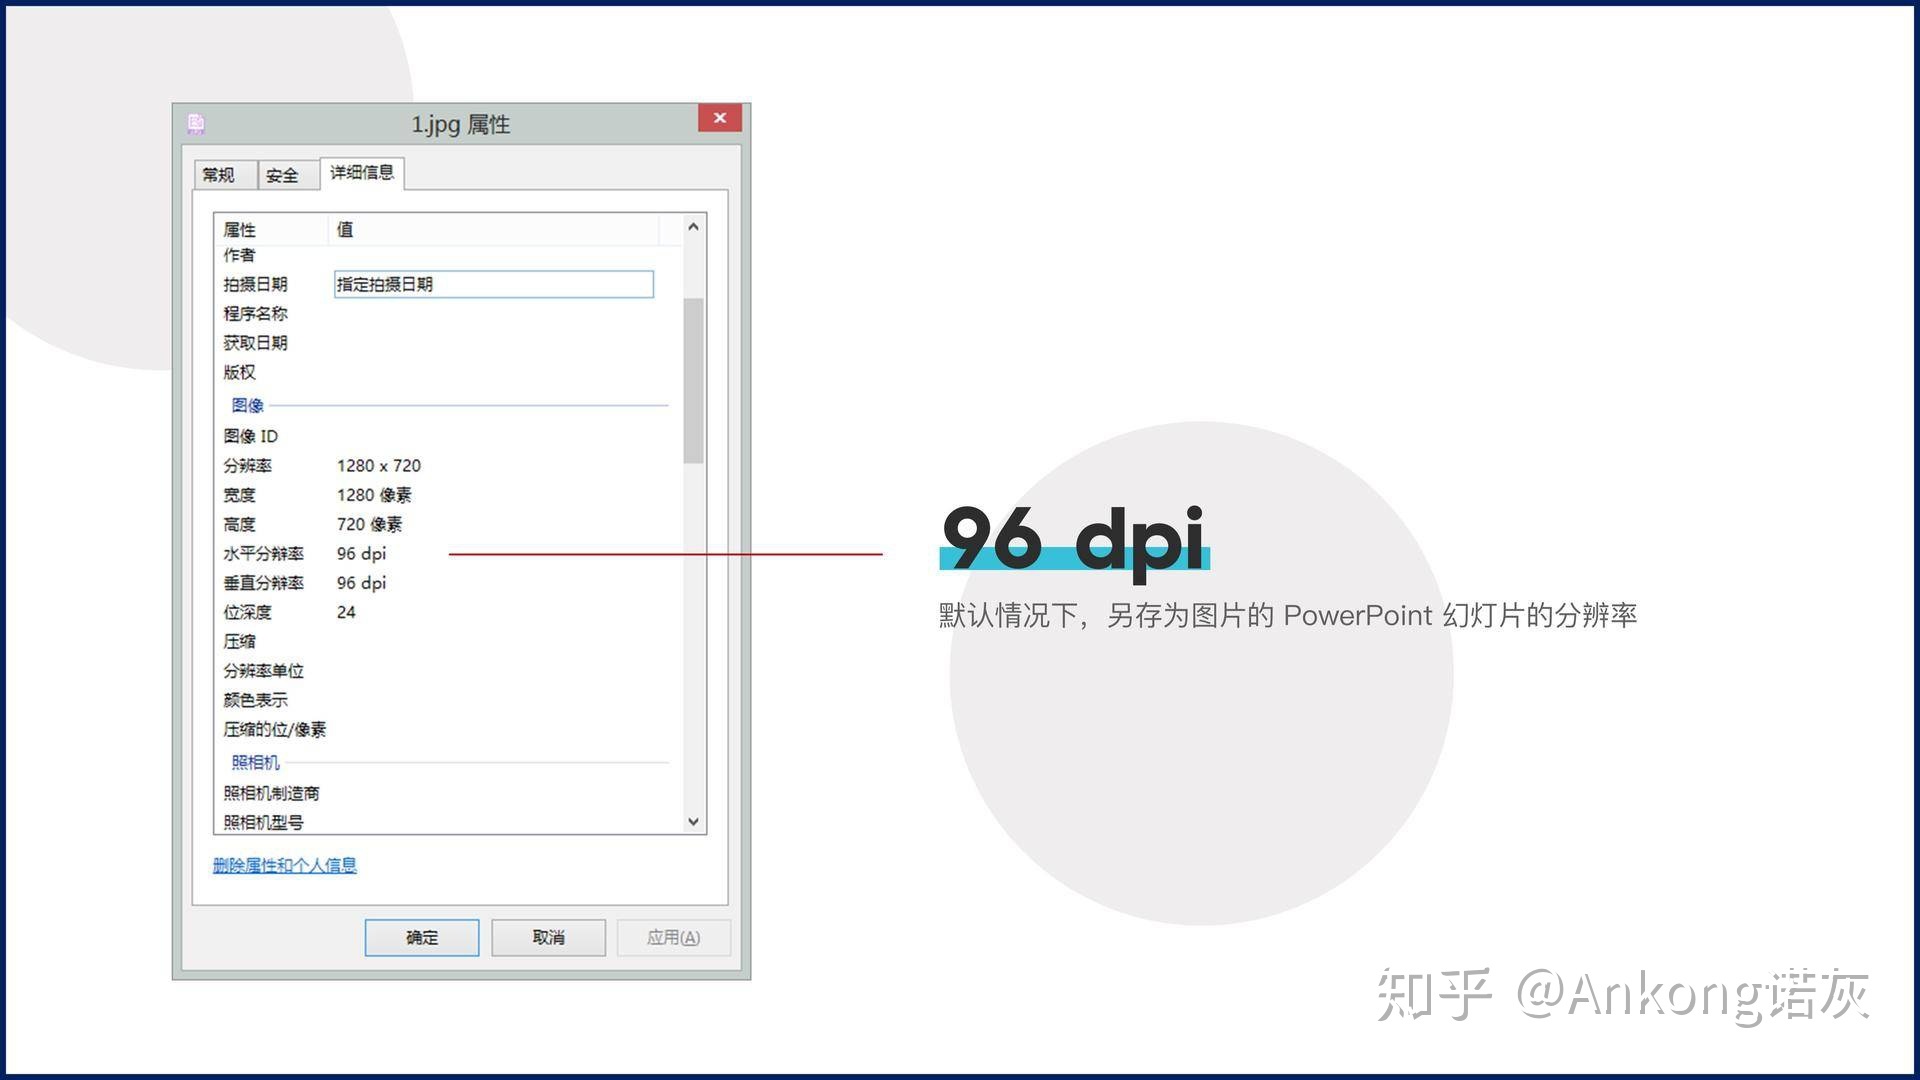 1.jpg 属性
常规 安全 详细信息
属性 值
作者
拍摄日期 指定拍摄日期
程序名称
获取日期
版权
图像
图像 ID
分辨率 1280 x 720
宽度 1280 像素
高度 720 像素
水平分辨率 96 dpi
垂直分辨率 96 dpi
位深度 24
压缩
分辨率单位
颜色表示
压缩的位/像素
照相机
照相机制造商
照相机型号
删除属性和个人信息
确定 取消 应用(A)
96 dpi
默认情况下，另存为图片的 PowerPoint 幻灯片的分辨率
知乎 @Ankong诺灰